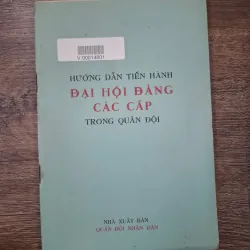 V 00014601
HƯỚNG DẪN TIẾN HÀNH
ĐẠI HỘI ĐẢNG
CÁC CẤP
TRONG QUÂN ĐỘI
NHÀ XUẤT BẢN
QUÂN ĐỘI NHÂN DÂN